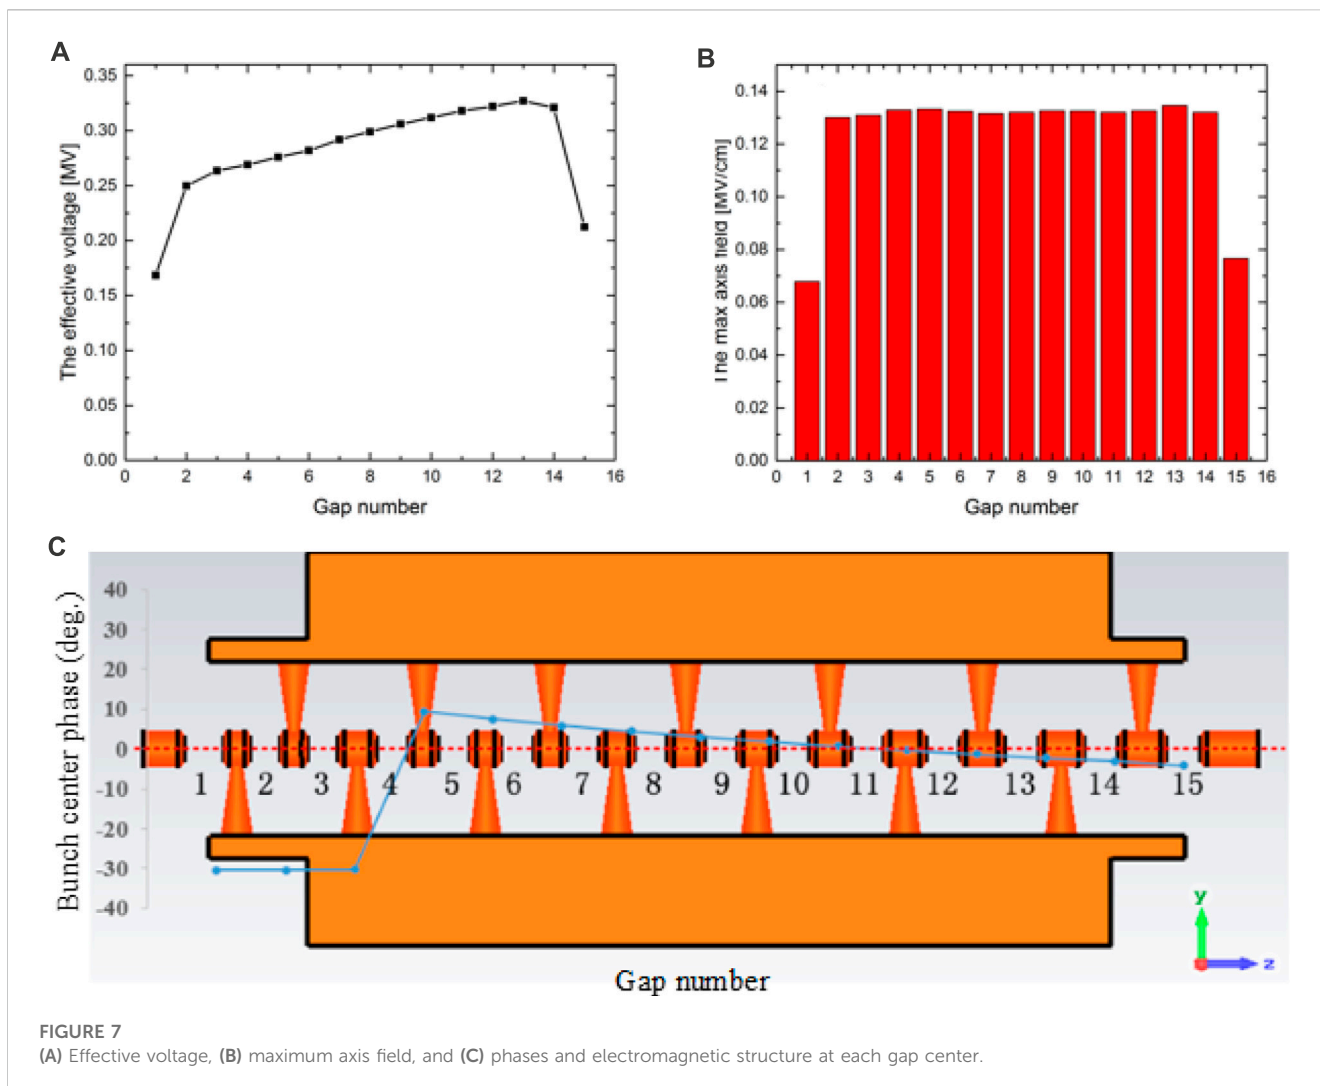 A
0.35
0.30
0.25
0.20
0.15
0.10
0.05
0.00
The effective voltage [MV]
0 2 4 6 8 10 12 14 16
Gap number
B
0.14
0.12
0.10
0.08
0.06
0.04
0.02
0.00
The max axis field [MV/cm]
0 1 2 3 4 5 6 7 8 9 10 11 12 13 14 15 16
Gap number
C
Bunch center phase (deg.)
40
30
20
10
0
-10
-20
-30
-40
1 2 3 4 5 6 7 8 9 10 11 12 13 14 15
y
z
Gap number
FIGURE 7
(A) Effective voltage, (B) maximum axis field, and (C) phases and electromagnetic structure at each gap center.